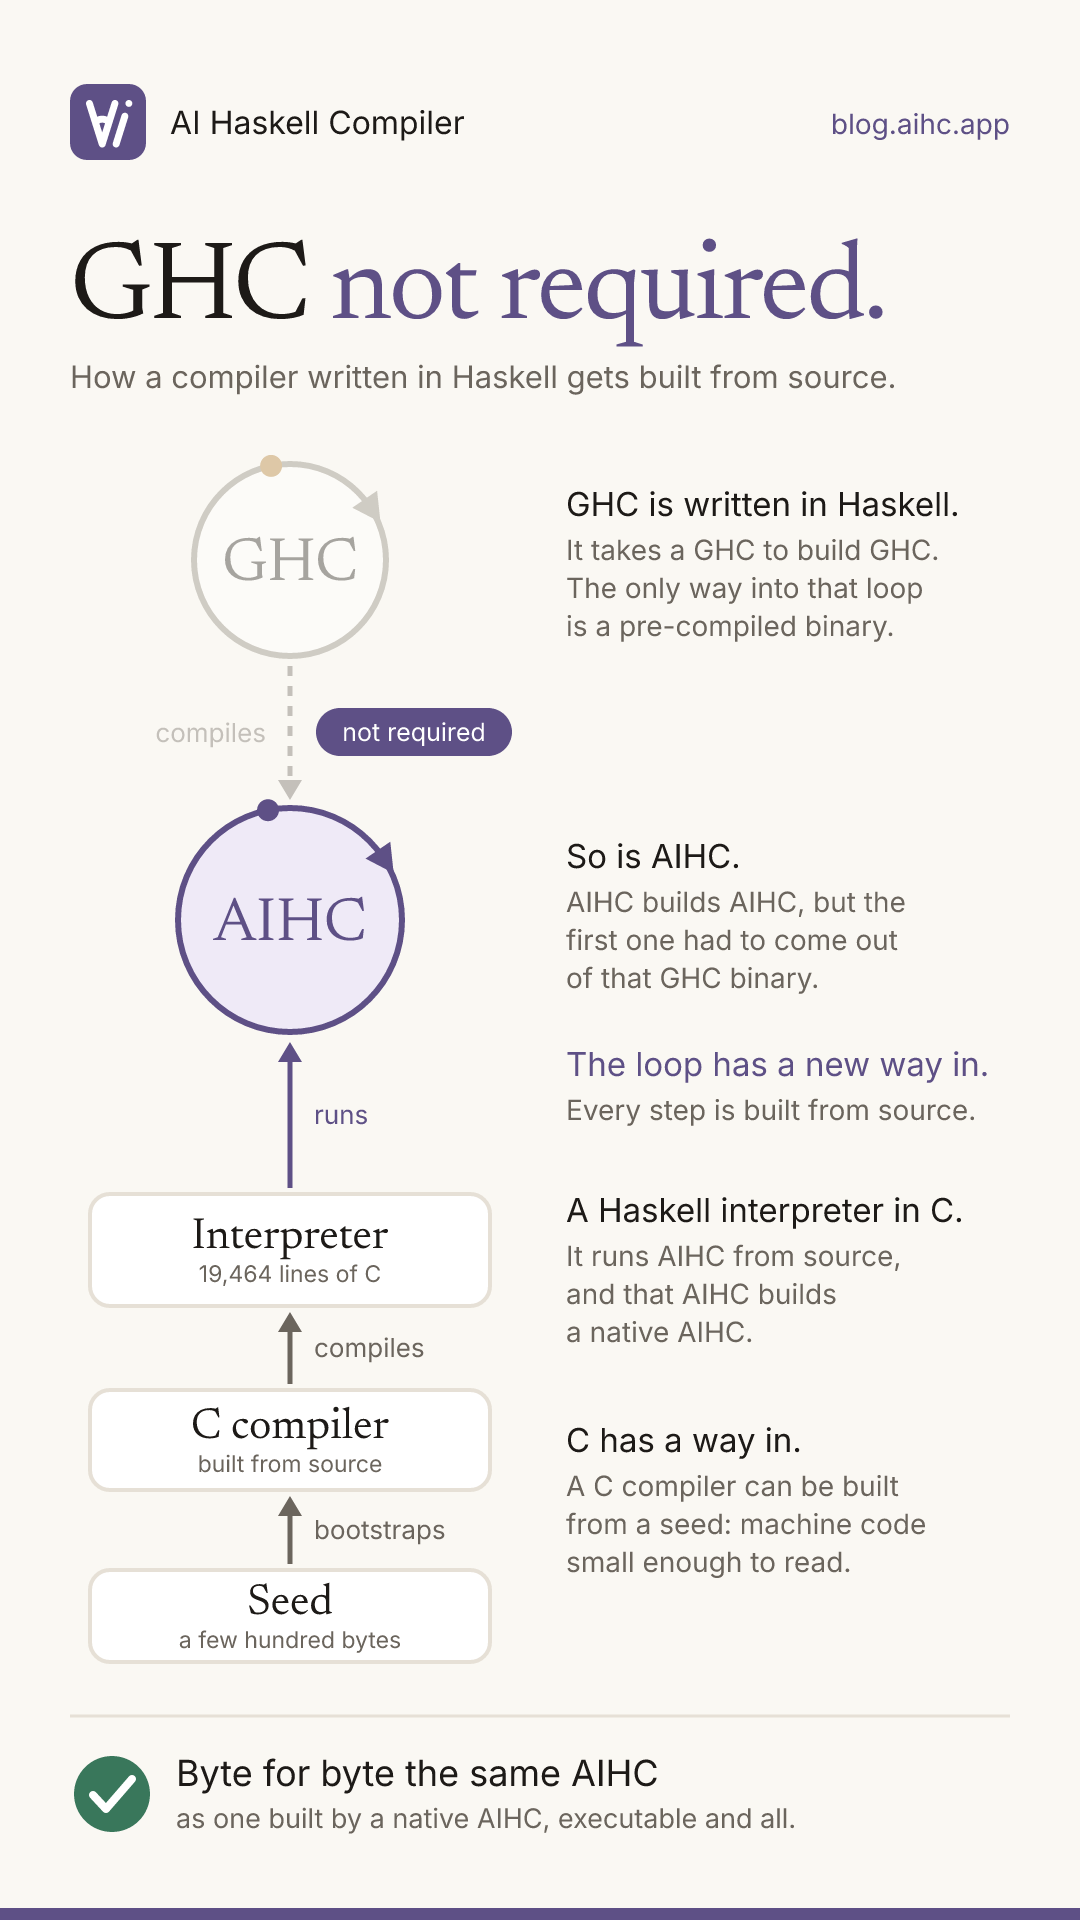 AI Haskell Compiler
blog.aihc.app
GHC not required.
How a compiler written in Haskell gets built from source.
GHC
GHC is written in Haskell.
It takes a GHC to build GHC.
The only way into that loop
is a pre-compiled binary.
compiles
not required
AIHC
So is AIHC.
AIHC builds AIHC, but the
first one had to come out
of that GHC binary.
The loop has a new way in.
Every step is built from source.
runs
Interpreter
19,464 lines of C
A Haskell interpreter in C.
It runs AIHC from source,
and that AIHC builds
a native AIHC.
compiles
C compiler
built from source
C has a way in.
A C compiler can be built
from a seed: machine code
small enough to read.
bootstraps
Seed
a few hundred bytes
Byte for byte the same AIHC
as one built by a native AIHC, executable and all.